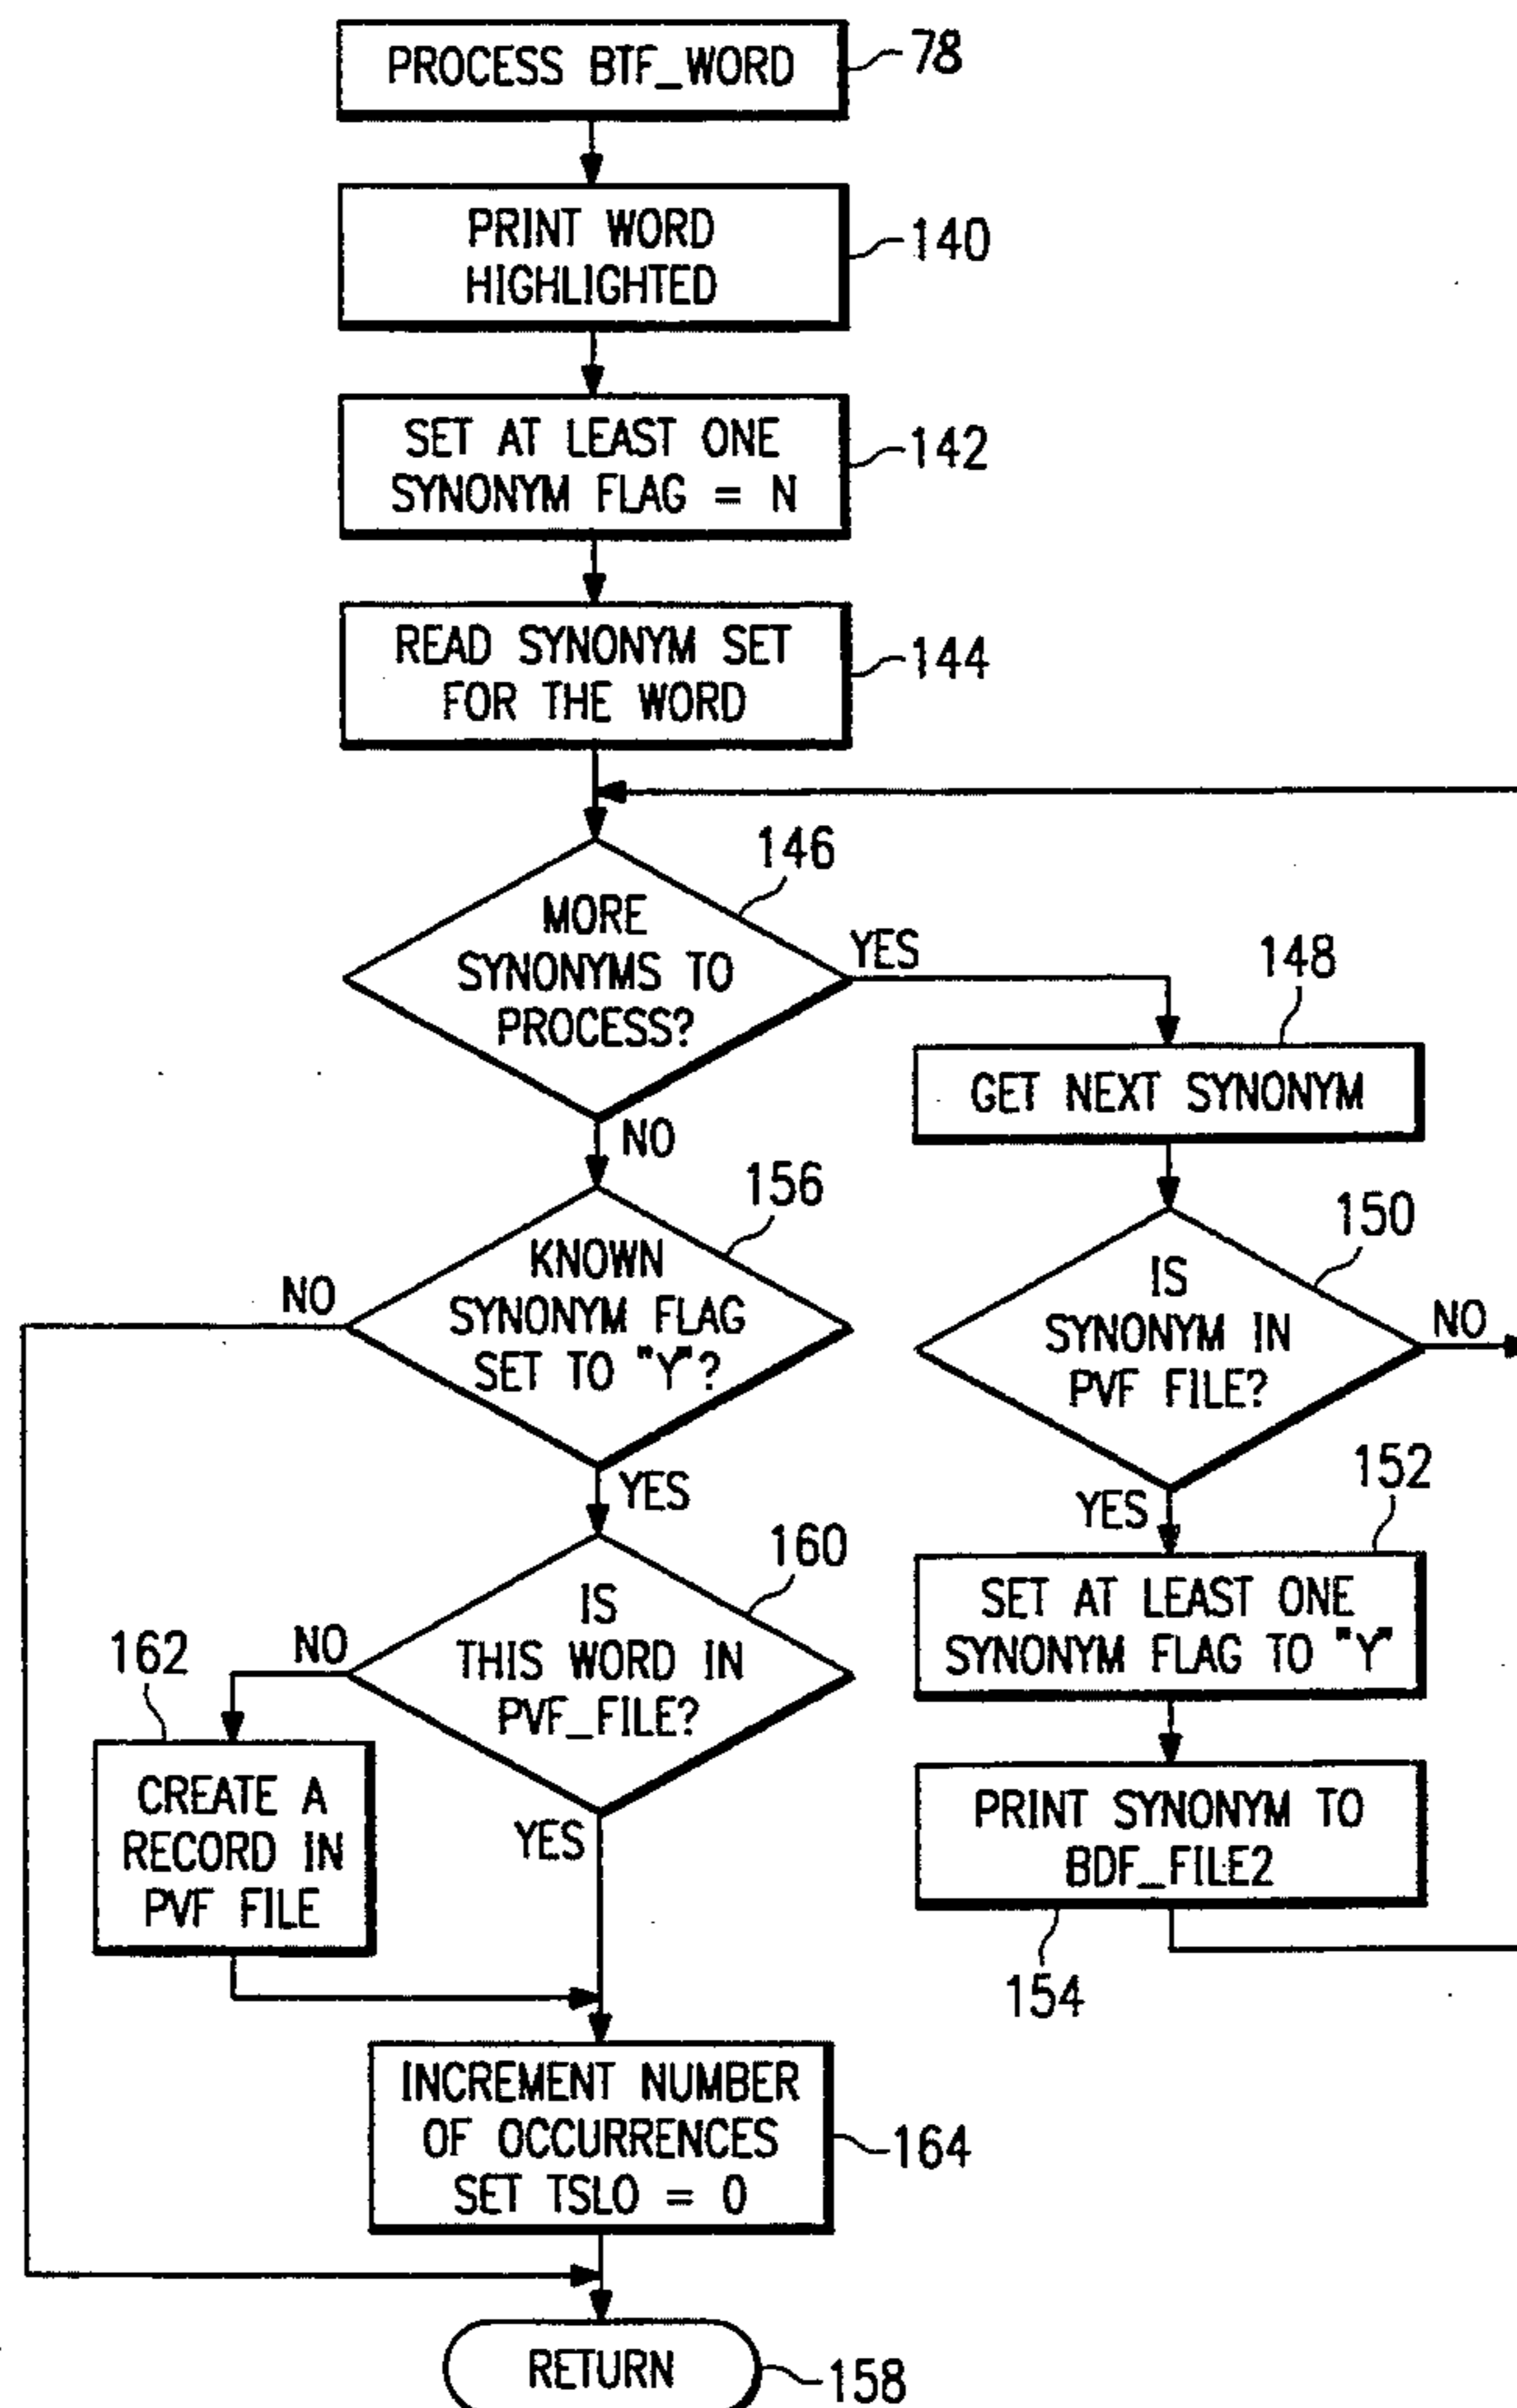 PROCESS BTF_WORD
78
PRINT WORD
HIGHLIGHTED
140
SET AT LEAST ONE
SYNONYM FLAG = N
142
READ SYNONYM SET
FOR THE WORD
144
146
MORE
SYNONYMS TO
PROCESS?
YES
NO
148
GET NEXT SYNONYM
150
IS
SYNONYM IN
PVF FILE?
NO
YES
152
SET AT LEAST ONE
SYNONYM FLAG TO "Y"
PRINT SYNONYM TO
BDF_FILE2
154
156
KNOWN
SYNONYM FLAG
SET TO "Y"?
NO
YES
160
IS
THIS WORD IN
PVF_FILE?
NO
YES
162
CREATE A
RECORD IN
PVF FILE
INCREMENT NUMBER
OF OCCURRENCES
SET TSLO = 0
164
RETURN
158